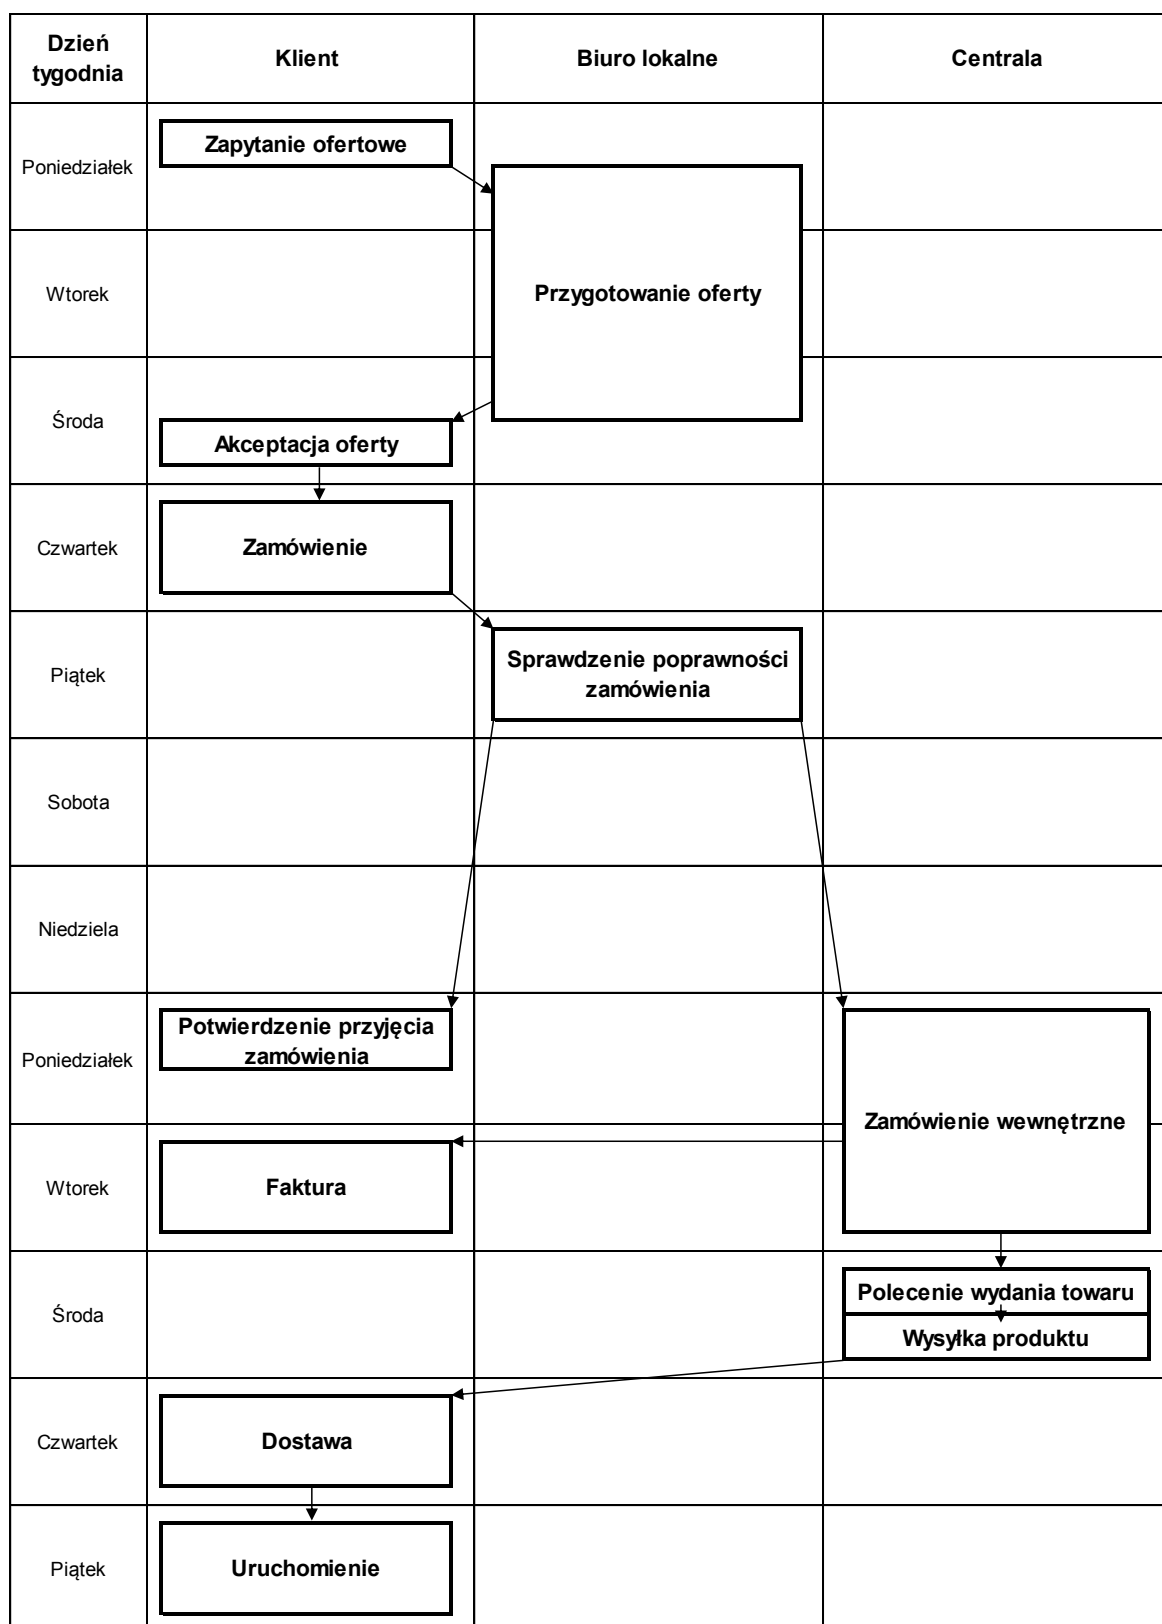 Dzień
tygodnia
Klient
Biuro lokalne
Centrala
Poniedziałek
Zapytanie ofertowe
Wtorek
Przygotowanie oferty
Środa
Akceptacja oferty
Czwartek
Zamówienie
Piątek
Sprawdzenie poprawności
zamówienia
Sobota
Niedziela
Poniedziałek
Potwierdzenie przyjęcia
zamówienia
Zamówienie wewnętrzne
Wtorek
Faktura
Środa
Polecenie wydania towaru
Wysyłka produktu
Czwartek
Dostawa
Piątek
Uruchomienie